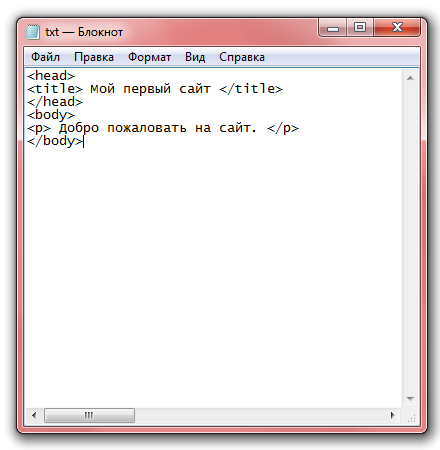 txt — Блокнот
Файл Правка Формат Вид Справка
<head>
<title> Мой первый сайт </title>
</head>
<body>
<p> Добро пожаловать на сайт. </p>
</body>